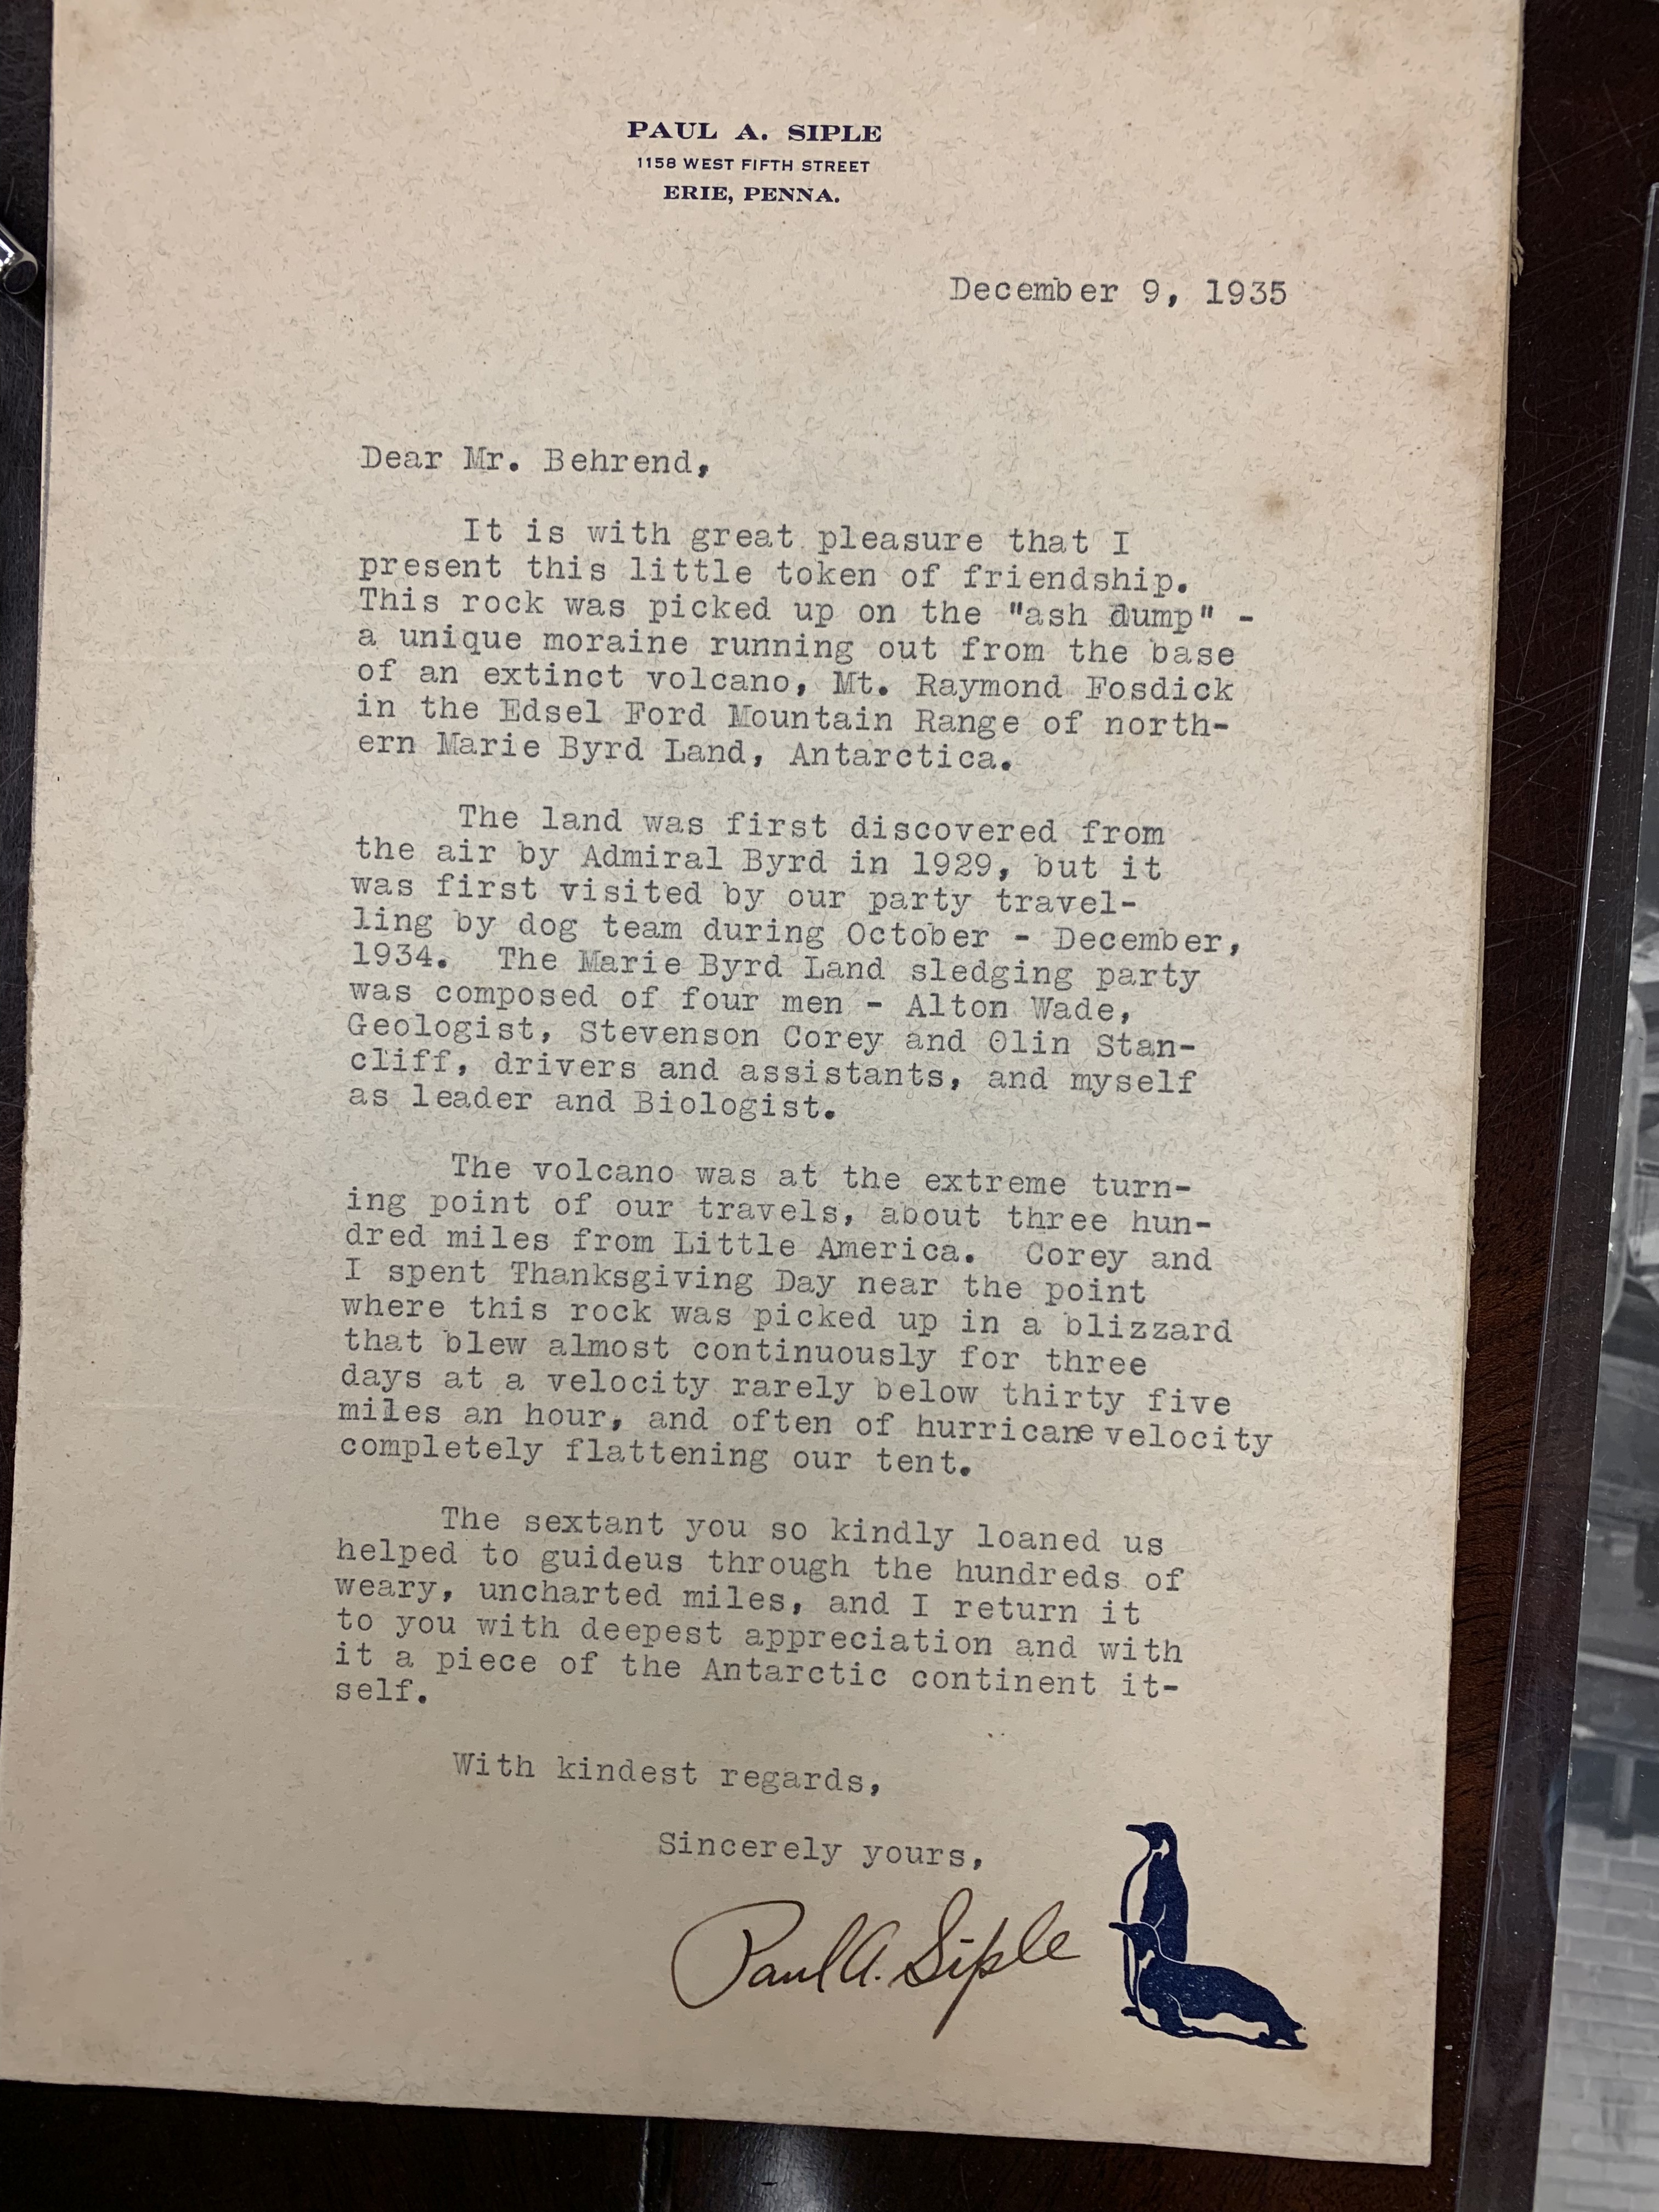 PAUL A. SIPLE
1158 WEST FIFTH STREET
ERIE, PENNA.
December 9, 1935
Dear Mr. Behrend,
It is with great pleasure that I
present this little token of friendship.
This rock was picked up on the "ash dump" -
a unique moraine running out from the base
of an extinct volcano, Mt. Raymond Fosdick
in the Edsel Ford Mountain Range of north-
ern Marie Byrd Land, Antarctica.
The land was first discovered from
the air by Admiral Byrd in 1929, but it
was first visited by our party travel-
ling by dog team during October - December,
1934. The Marie Byrd Land sledging party
was composed of four men - Alton Wade,
Geologist, Stevenson Corey and Olin Stan-
cliff, drivers and assistants, and myself
as leader and Biologist.
The volcano was at the extreme turn-
ing point of our travels, about three hun-
dred miles from Little America. Corey and
I spent Thanksgiving Day near the point
where this rock was picked up in a blizzard
that blew almost continuously for three
days at a velocity rarely below thirty five
miles an hour, and often of hurricane velocity
completely flattening our tent.
The sextant you so kindly loaned us
helped to guideus through the hundreds of
weary, uncharted miles, and I return it
to you with deepest appreciation and with
it a piece of the Antarctic continent it-
self.
With kindest regards,
Sincerely yours,
Paul A. Siple